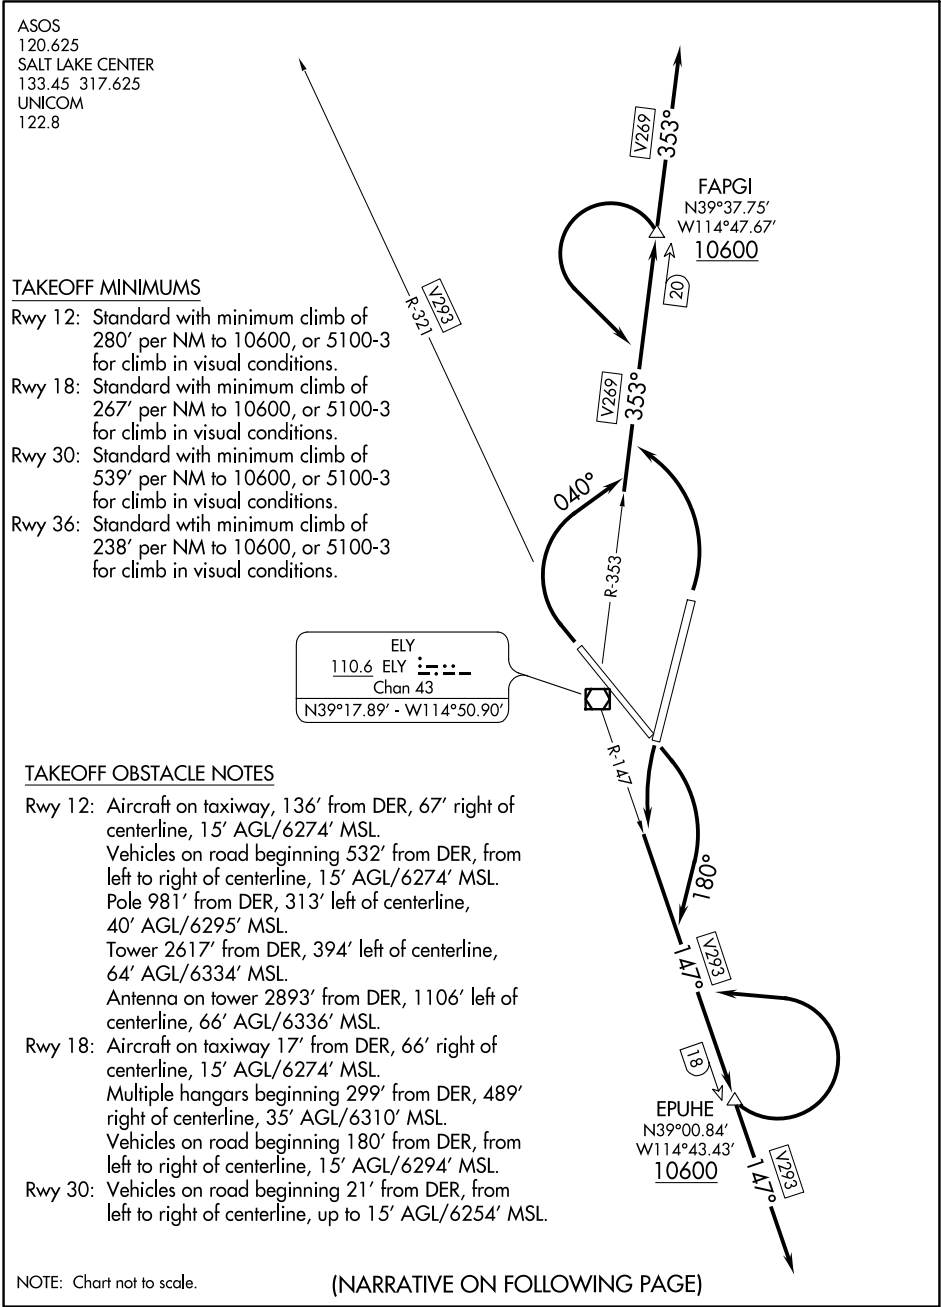 ASOS
120.625
SALT LAKE CENTER
133.45 317.625
UNICOM
122.8
V269
353°
FAPGI
N39°37.75′
W114°47.67′
10600
20
V293
R-321
TAKEOFF MINIMUMS
Rwy 12: Standard with minimum climb of
280′ per NM to 10600, or 5100-3
for climb in visual conditions.
Rwy 18: Standard with minimum climb of
267′ per NM to 10600, or 5100-3
for climb in visual conditions.
Rwy 30: Standard with minimum climb of
539′ per NM to 10600, or 5100-3
for climb in visual conditions.
Rwy 36: Standard wtih minimum climb of
238′ per NM to 10600, or 5100-3
for climb in visual conditions.
V269
353°
040°
R-353
ELY
110.6 ELY
Chan 43
N39°17.89′ - W114°50.90′
R-147
TAKEOFF OBSTACLE NOTES
Rwy 12: Aircraft on taxiway, 136′ from DER, 67′ right of
centerline, 15′ AGL/6274′ MSL.
Vehicles on road beginning 532′ from DER, from
left to right of centerline, 15′ AGL/6274′ MSL.
Pole 981′ from DER, 313′ left of centerline,
40′ AGL/6295′ MSL.
Tower 2617′ from DER, 394′ left of centerline,
64′ AGL/6334′ MSL.
Antenna on tower 2893′ from DER, 1106′ left of
centerline, 66′ AGL/6336′ MSL.
Rwy 18: Aircraft on taxiway 17′ from DER, 66′ right of
centerline, 15′ AGL/6274′ MSL.
Multiple hangars beginning 299′ from DER, 489′
right of centerline, 35′ AGL/6310′ MSL.
Vehicles on road beginning 180′ from DER, from
left to right of centerline, 15′ AGL/6294′ MSL.
Rwy 30: Vehicles on road beginning 21′ from DER, from
left to right of centerline, up to 15′ AGL/6254′ MSL.
180°
V293
147°
18
EPUHE
N39°00.84′
W114°43.43′
10600
V293
147°
NOTE: Chart not to scale.
(NARRATIVE ON FOLLOWING PAGE)